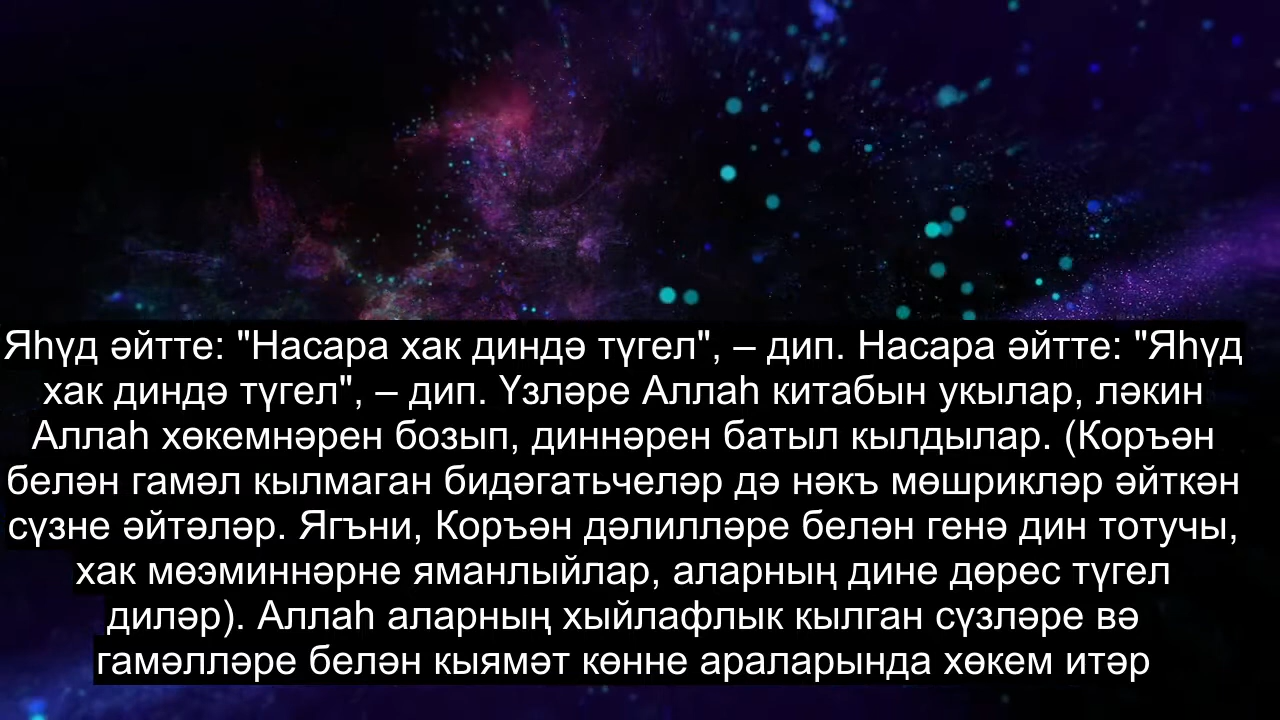 Яһүд әйтте: "Насара хак диндә түгел", – дип. Насара әйтте: "Яһүд
хак диндә түгел", – дип. Үзләре Аллаһ китабын укылар, ләкин
Аллаһ хөкемнәрен бозып, диннәрен батыл кылдылар. (Коръән
белән гамәл кылмаган бидәгатьчеләр дә нәкъ мөшрикләр әйткән
сүзне әйтәләр. Ягъни, Коръән дәлилләре белән генә дин тотучы,
хак мөэминнәрне яманлыйлар, аларның дине дөрес түгел
диләр). Аллаһ аларның хыйлафлык кылган сүзләре вә
гамәлләре белән кыямәт көнне араларында хөкем итәр